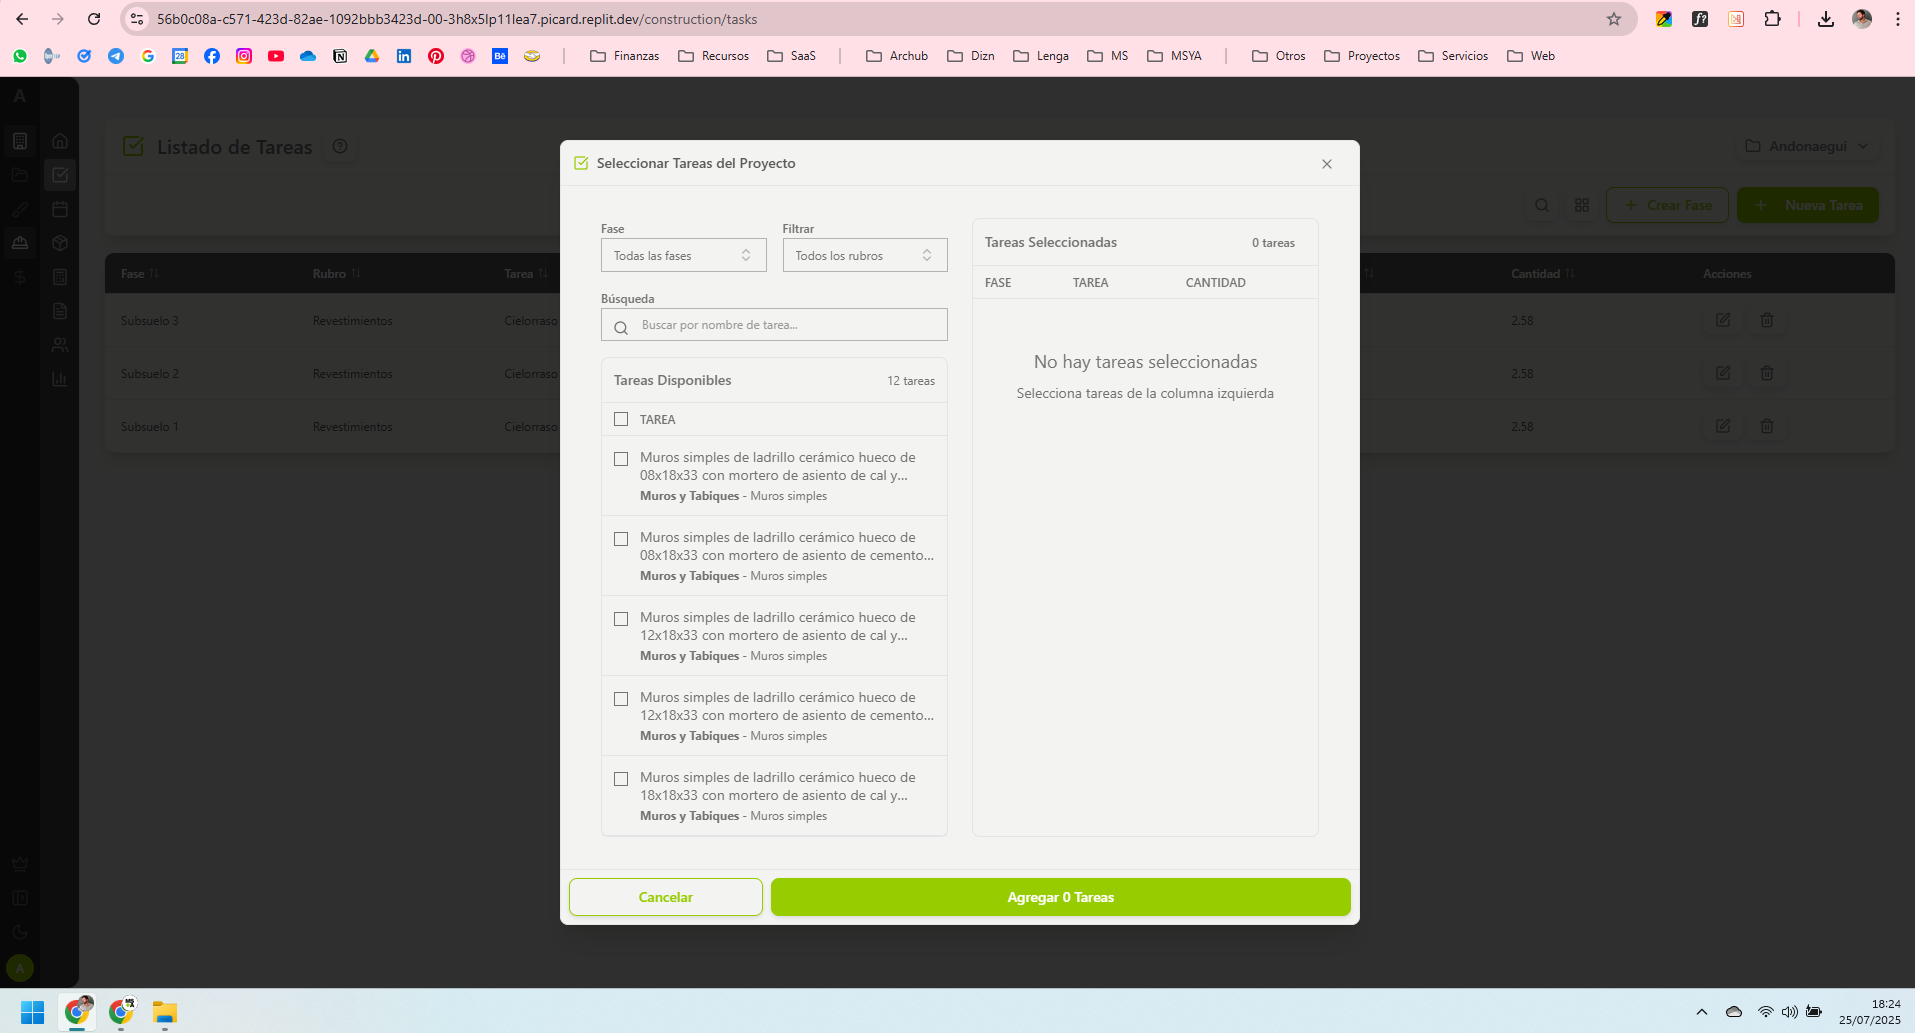 56b0c08a-c571-423d-82ae-1092bbb3423d-00-3h8x5lp11lea7.picard.replit.dev/construction/tasks
Finanzas
Recursos
SaaS
Archub
Dizn
Lenga
MS
MSYA
Otros
Proyectos
Servicios
Web
A
Listado de Tareas
Andonaegui
Crear Fase
Nueva Tarea
Fase
Rubro
Tarea
Cantidad
Acciones
Subsuelo 3
Revestimientos
Cielorraso
2.58
Subsuelo 2
Revestimientos
Cielorraso
2.58
Subsuelo 1
Revestimientos
Cielorraso
2.58
Seleccionar Tareas del Proyecto
Fase
Filtrar
Todas las fases
Todos los rubros
Búsqueda
Buscar por nombre de tarea...
Tareas Disponibles
12 tareas
TAREA
Muros simples de ladrillo cerámico hueco de
08x18x33 con mortero de asiento de cal y...
Muros y Tabiques - Muros simples
Muros simples de ladrillo cerámico hueco de
08x18x33 con mortero de asiento de cemento...
Muros y Tabiques - Muros simples
Muros simples de ladrillo cerámico hueco de
12x18x33 con mortero de asiento de cal y...
Muros y Tabiques - Muros simples
Muros simples de ladrillo cerámico hueco de
12x18x33 con mortero de asiento de cemento...
Muros y Tabiques - Muros simples
Muros simples de ladrillo cerámico hueco de
18x18x33 con mortero de asiento de cal y...
Muros y Tabiques - Muros simples
Tareas Seleccionadas
0 tareas
FASE
TAREA
CANTIDAD
No hay tareas seleccionadas
Selecciona tareas de la columna izquierda
Cancelar
Agregar 0 Tareas
A
18:24
25/07/2025